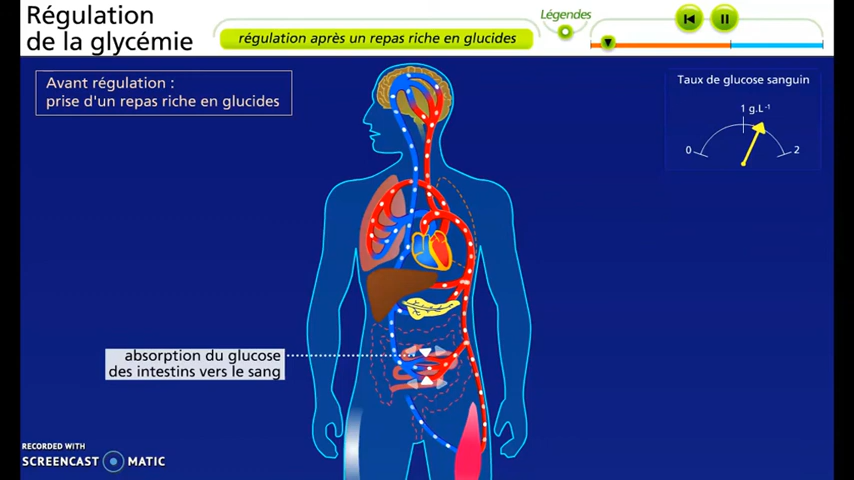 Régulation
de la glycémie
régulation après un repas riche en glucides
Légendes
Avant régulation :
prise d'un repas riche en glucides
Taux de glucose sanguin
1 g.L⁻¹
0
2
absorption du glucose
des intestins vers le sang
RECORDED WITH
SCREENCAST MATIC